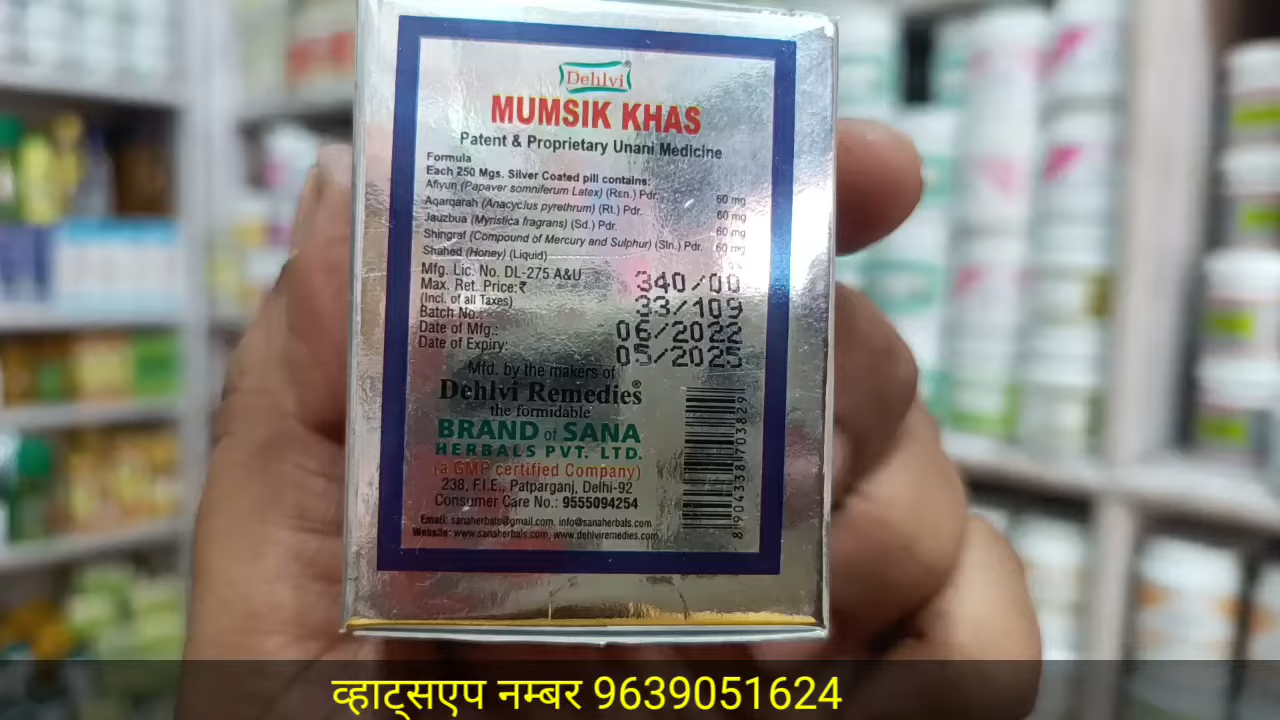 Dehlvi®
MUMSIK KHAS
Patent & Proprietary Unani Medicine
Formula
Each 250 Mgs. Silver Coated pill contains:
Afiyun (Papaver somniferum Latex) (Rsn.) Pdr. 60 mg
Aqarqarah (Anacyclus pyrethrum) (Rt.) Pdr. 60 mg
Jauzbua (Myristica fragrans) (Sd.) Pdr. 60 mg
Shingraf (Compound of Mercury and Sulphur) (Sln.) Pdr. 60 mg
Shahed (Honey) (Liquid)
Mfg. Lic. No. DL-275 A&U
Max. Ret. Price:₹ 340/00
(Incl. of all Taxes)
Batch No.: 33/109
Date of Mfg.: 06/2022
Date of Expiry: 05/2025
Mfd. by the makers of
Dehlvi Remedies®
the formidable
BRAND of SANA
HERBALS PVT. LTD.
(a GMP certified Company)
238, F.I.E., Patparganj, Delhi-92
Consumer Care No.: 9555094254
Email: sanaherbals@gmail.com, info@sanaherbals.com
Website: www.sanaherbals.com, www.dehlviremedies.com
8 904338 703829
व्हाट्सएप नम्बर 9639051624